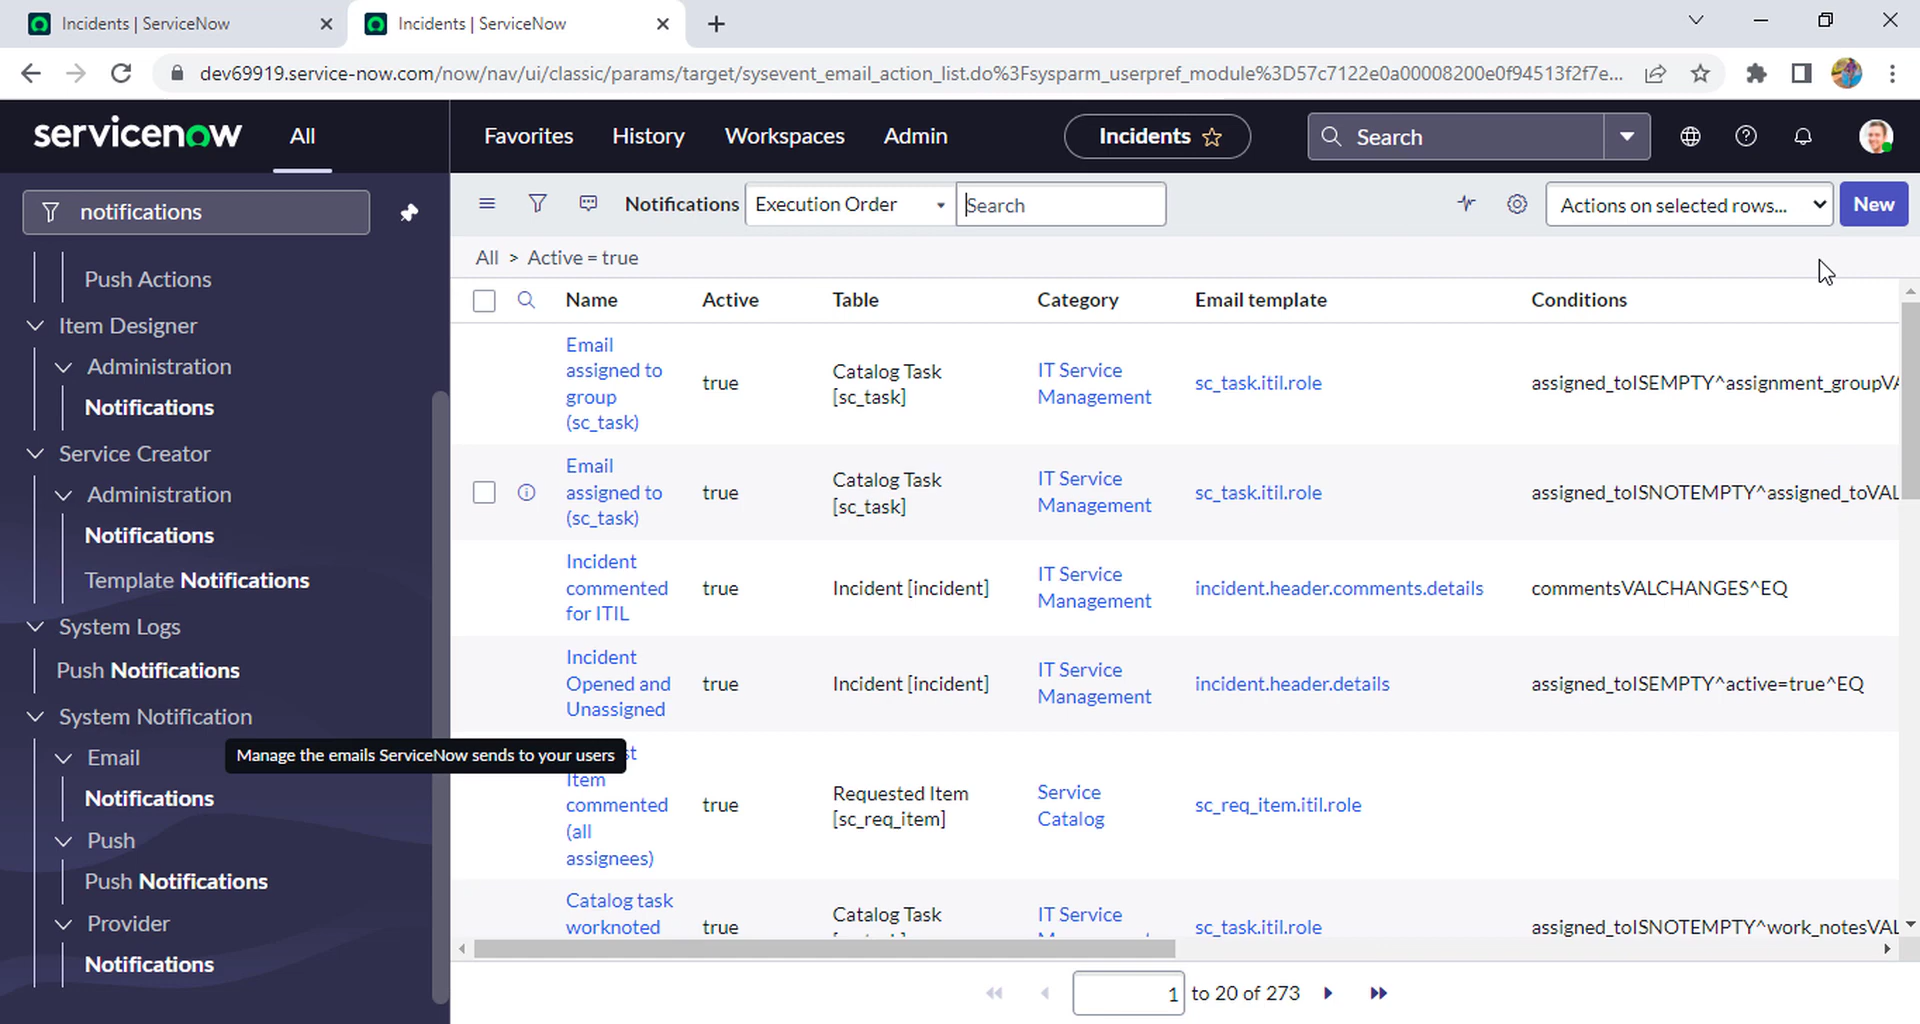 Incidents | ServiceNow
Incidents | ServiceNow
dev69919.service-now.com/now/nav/ui/classic/params/target/sysevent_email_action_list.do%3Fsysparm_userpref_module%3D57c7122e0a00008200e0f94513f2f7e...
servicenow
All
Favorites
History
Workspaces
Admin
Incidents
Search
notifications
Push Actions
Item Designer
Administration
Notifications
Service Creator
Administration
Notifications
Template Notifications
System Logs
Push Notifications
System Notification
Email
Notifications
Push
Push Notifications
Provider
Notifications
Manage the emails ServiceNow sends to your users
Notifications
Execution Order
Search
Actions on selected rows...
New
All > Active = true
Name
Active
Table
Category
Email template
Conditions
Email
assigned to
group
(sc_task)
true
Catalog Task
[sc_task]
IT Service
Management
sc_task.itil.role
assigned_toISEMPTY^assignment_groupVA
Email
assigned to
(sc_task)
true
Catalog Task
[sc_task]
IT Service
Management
sc_task.itil.role
assigned_toISNOTEMPTY^assigned_toVAL
Incident
commented
for ITIL
true
Incident [incident]
IT Service
Management
incident.header.comments.details
commentsVALCHANGES^EQ
Incident
Opened and
Unassigned
true
Incident [incident]
IT Service
Management
incident.header.details
assigned_toISEMPTY^active=true^EQ
Item
commented
(all
assignees)
true
Requested Item
[sc_req_item]
Service
Catalog
sc_req_item.itil.role
Catalog task
worknoted
true
Catalog Task
IT Service
sc_task.itil.role
assigned_toISNOTEMPTY^work_notesVAL
1 to 20 of 273